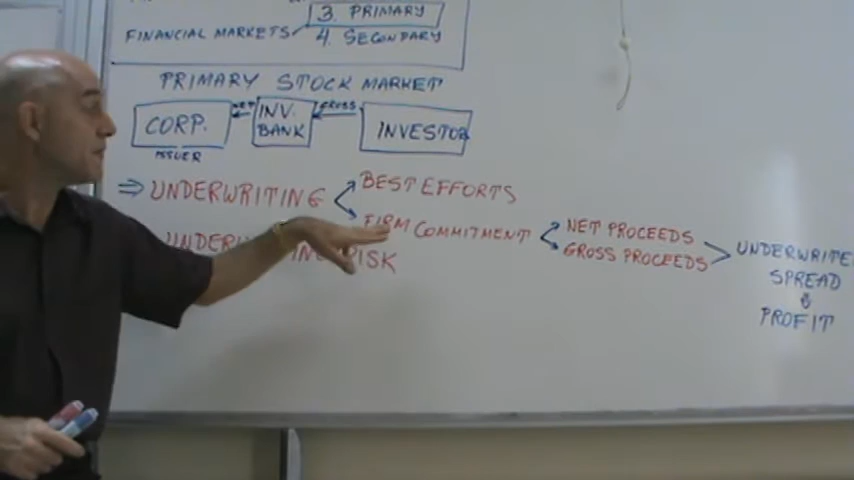 3. PRIMARY
FINANCIAL MARKETS
4. SECONDARY
PRIMARY STOCK MARKET
CORP.
NET
INV. BANK
GROSS
INVESTOR
ISSUER
⇒ UNDERWRITING
BEST EFFORTS
FIRM COMMITMENT
NET PROCEEDS
GROSS PROCEEDS
UNDERWRITE
SPREAD
PROFIT
RISK